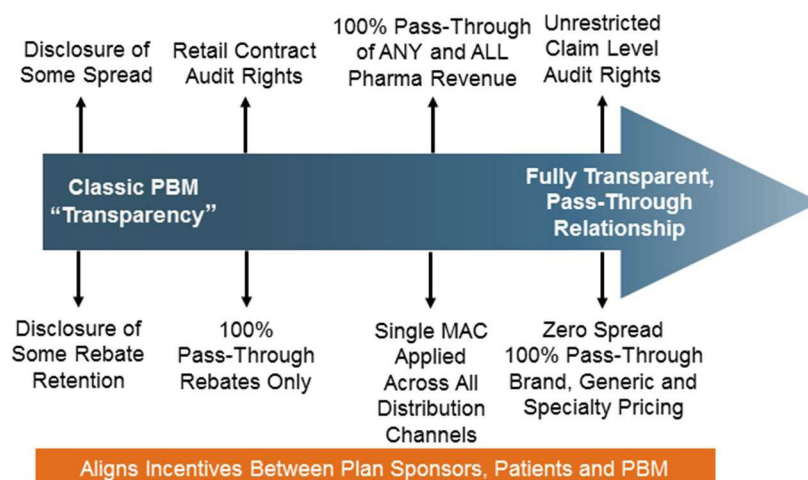 Disclosure of
Some Spread
Retail Contract
Audit Rights
100% Pass-Through
of ANY and ALL
Pharma Revenue
Unrestricted
Claim Level
Audit Rights
Classic PBM
“Transparency”
Fully Transparent,
Pass-Through
Relationship
Disclosure of
Some Rebate
Retention
100%
Pass-Through
Rebates Only
Single MAC
Applied
Across All
Distribution
Channels
Zero Spread
100% Pass-Through
Brand, Generic and
Specialty Pricing
Aligns Incentives Between Plan Sponsors, Patients and PBM